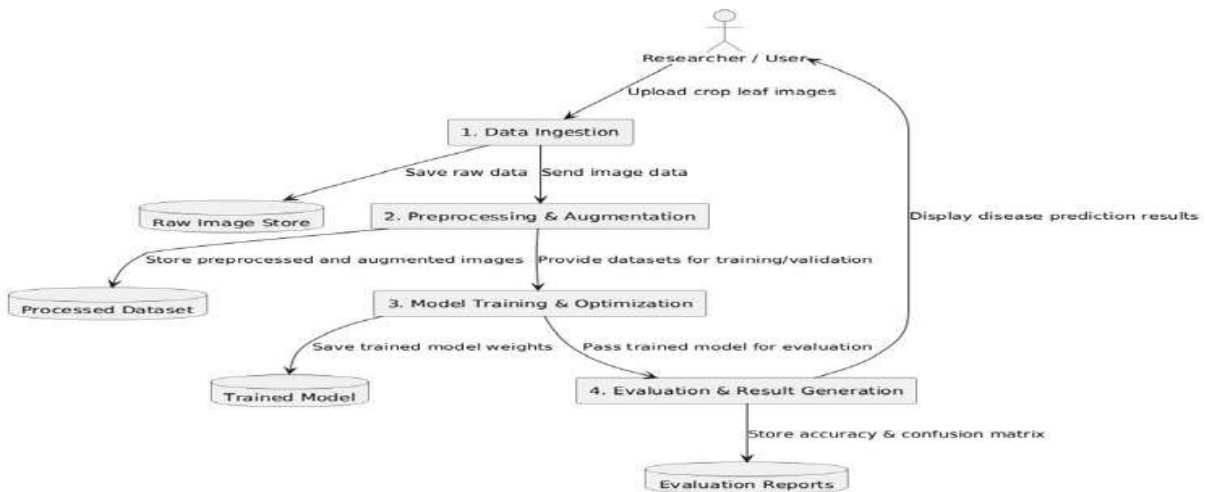 Researcher / User
Upload crop leaf images
1. Data Ingestion
Save raw data
Send image data
Raw Image Store
2. Preprocessing & Augmentation
Display disease prediction results
Store preprocessed and augmented images
Provide datasets for training/validation
Processed Dataset
3. Model Training & Optimization
Save trained model weights
Pass trained model for evaluation
Trained Model
4. Evaluation & Result Generation
Store accuracy & confusion matrix
Evaluation Reports